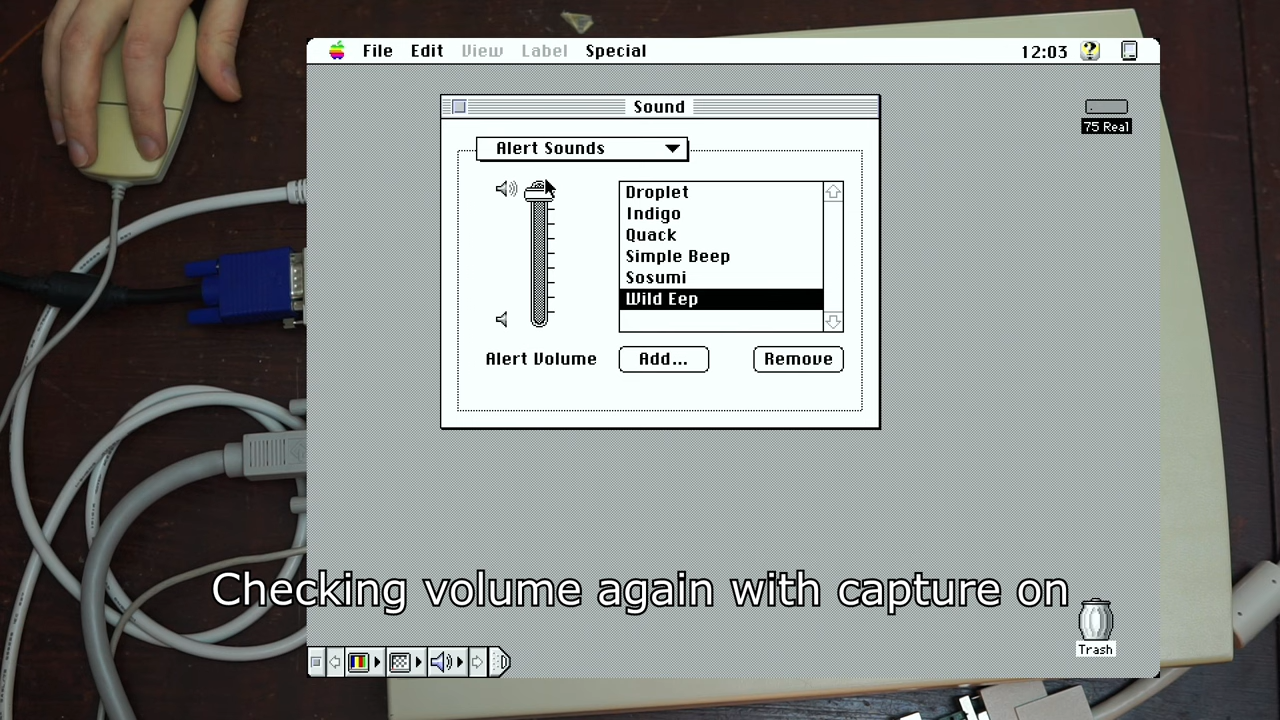 File Edit View Label Special 12:03
Sound
75 Real
Alert Sounds
Droplet
Indigo
Quack
Simple Beep
Sosumi
Wild Eep
Alert Volume Add... Remove
Checking volume again with capture on
Trash